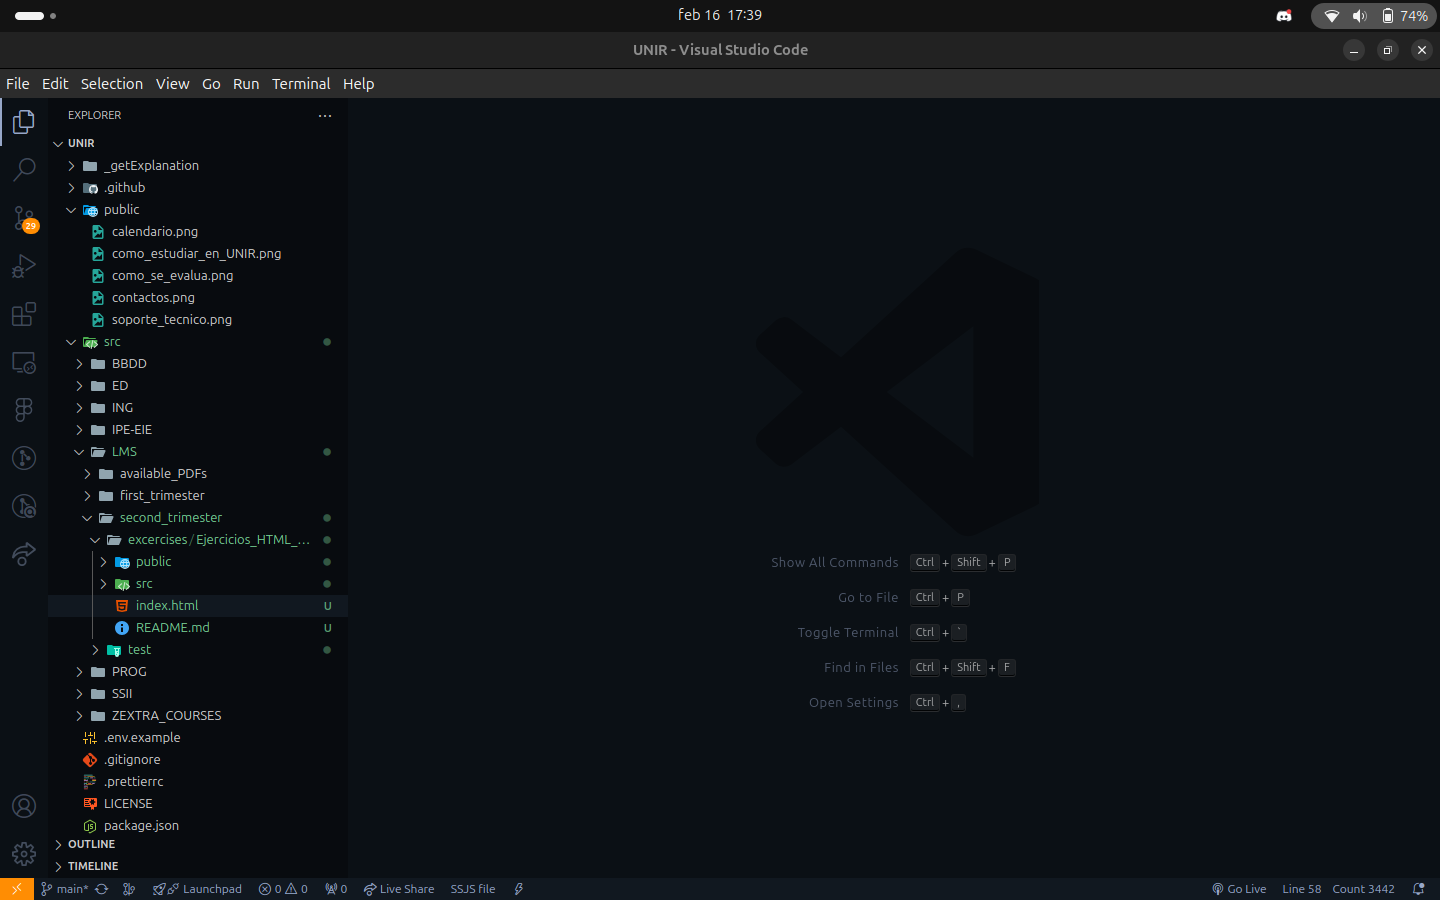 feb 16 17:39
74%
UNIR - Visual Studio Code
File Edit Selection View Go Run Terminal Help
EXPLORER
UNIR
_getExplanation
.github
public
calendario.png
como_estudiar_en_UNIR.png
como_se_evalua.png
contactos.png
soporte_tecnico.png
src
BBDD
ED
ING
IPE-EIE
LMS
available_PDFs
first_trimester
second_trimester
excercises/Ejercicios_HTML_...
public
src
index.html U
README.md U
test
PROG
SSII
ZEXTRA_COURSES
.env.example
.gitignore
.prettierrc
LICENSE
package.json
OUTLINE
TIMELINE
29
Show All Commands Ctrl + Shift + P
Go to File Ctrl + P
Toggle Terminal Ctrl + `
Find in Files Ctrl + Shift + F
Open Settings Ctrl + ,
main* Launchpad 0 0 0 Live Share SSJS file Go Live Line 58 Count 3442